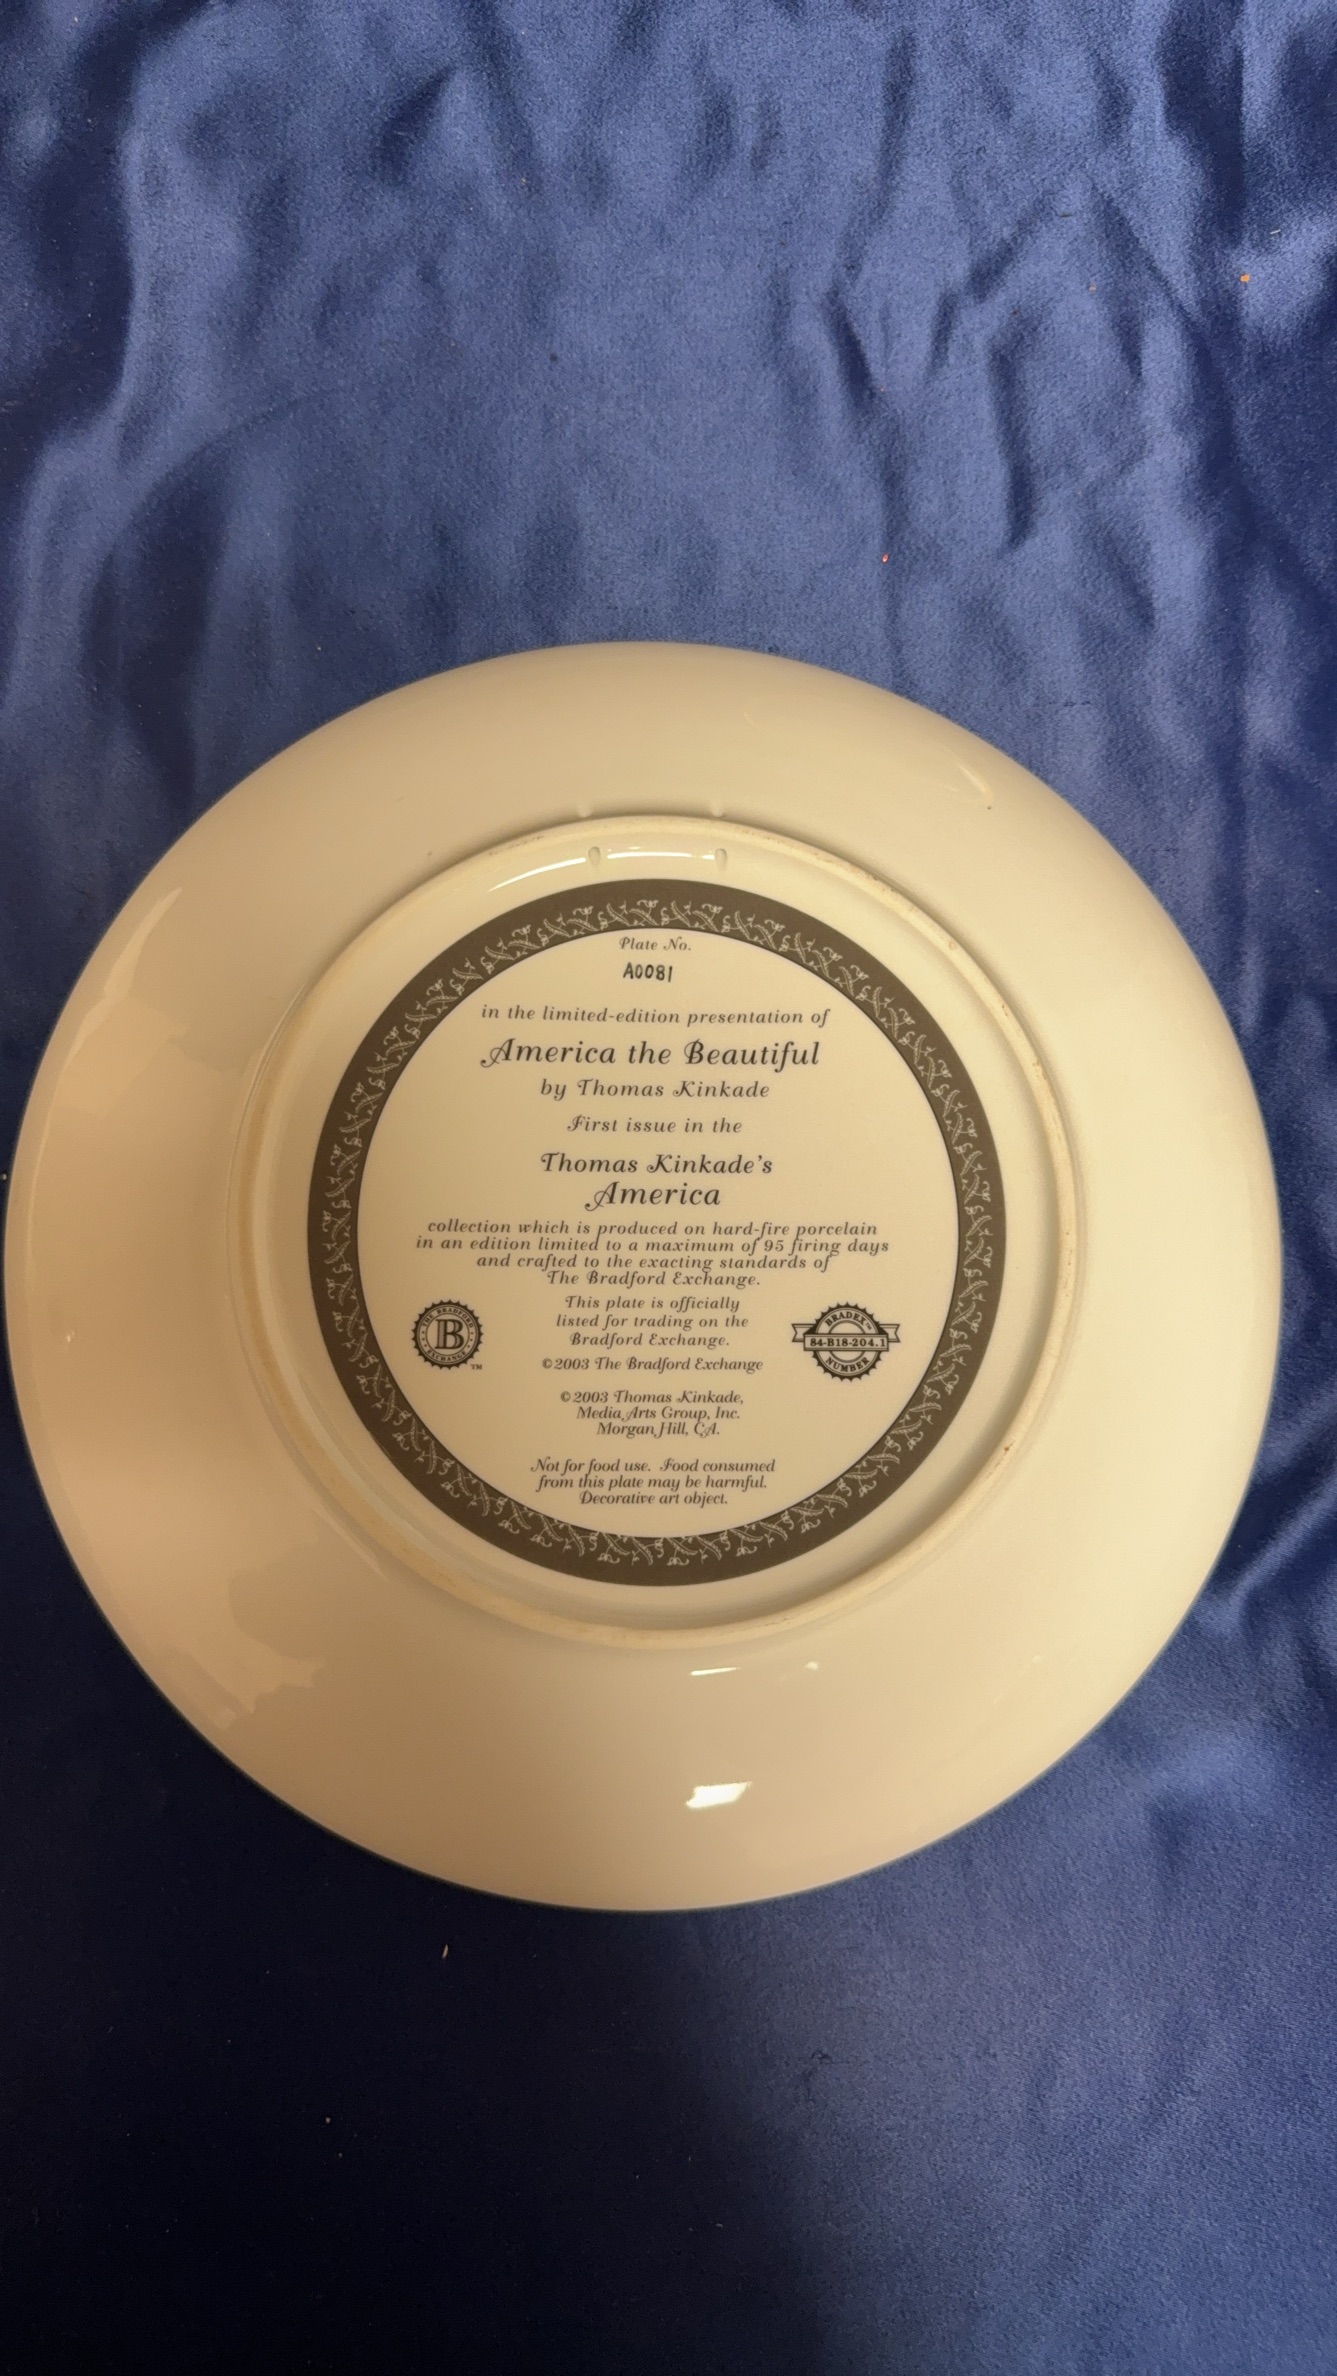 Plate No.
A0081
in the limited-edition presentation of
America the Beautiful
by Thomas Kinkade
First issue in the
Thomas Kinkade's
America
collection which is produced on hard-fire porcelain
in an edition limited to a maximum of 95 firing days
and crafted to the exacting standards of
The Bradford Exchange.
This plate is officially
listed for trading on the
Bradford Exchange.
©2003 The Bradford Exchange
THE BRADFORD
B
EXCHANGE
TM
BRADEX™
84-B18-204.1
NUMBER
©2003 Thomas Kinkade,
Media Arts Group, Inc.
Morgan Hill, CA.
Not for food use. Food consumed
from this plate may be harmful.
Decorative art object.